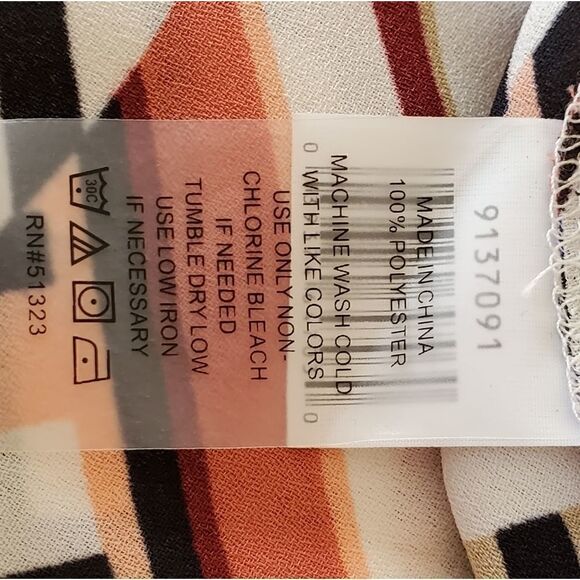 9137091
MADE IN CHINA
100% POLYESTER
MACHINE WASH COLD
WITH LIKE COLORS
USE ONLY NON-
CHLORINE BLEACH
IF NEEDED
TUMBLE DRY LOW
USE LOW IRON
IF NECESSARY
30C
RN#51323